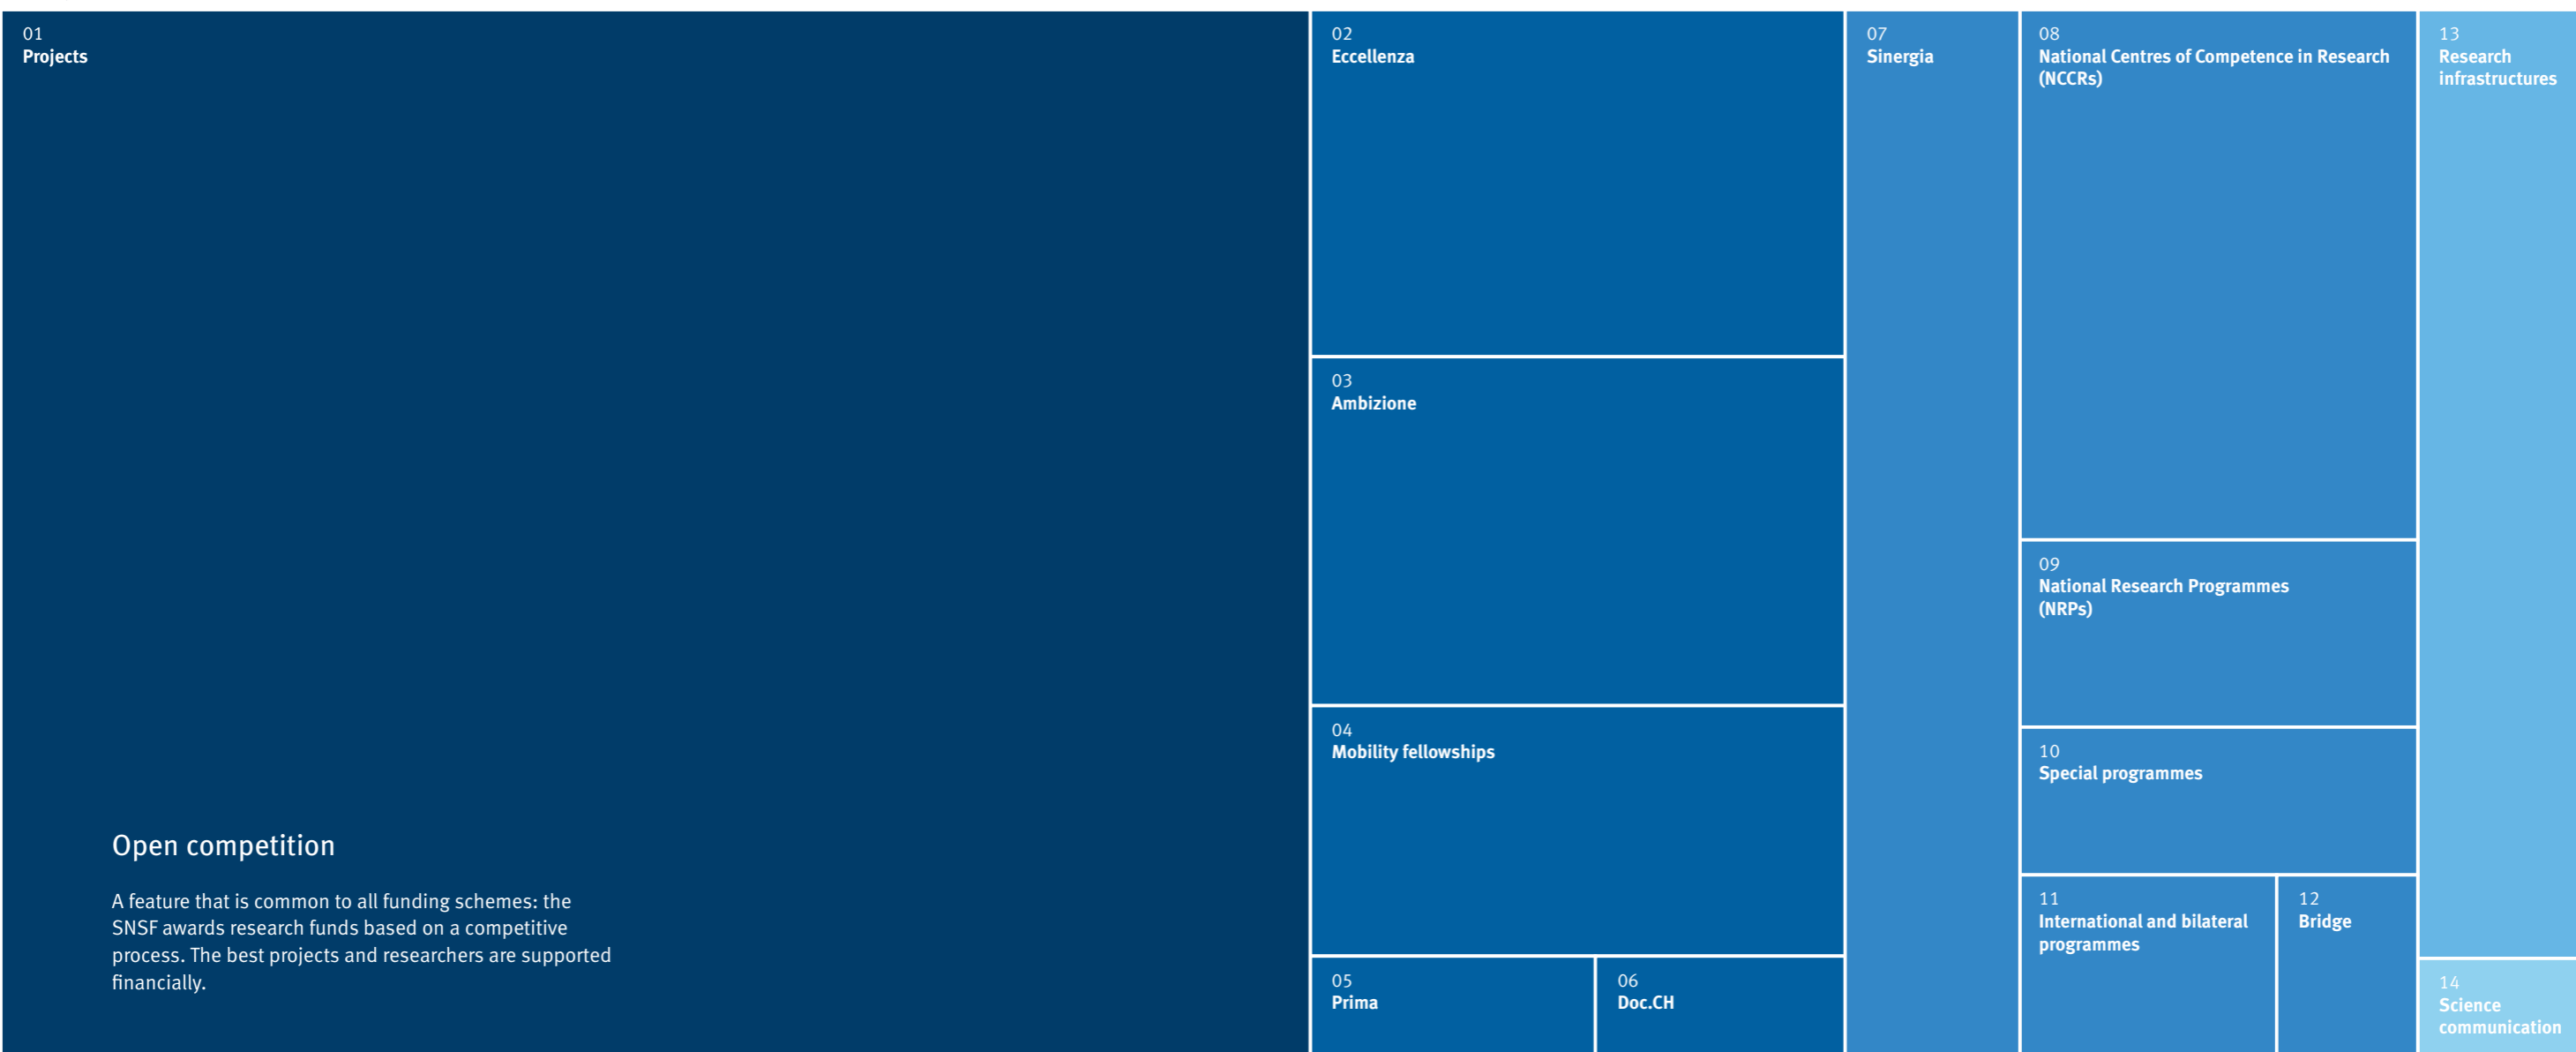 01
Projects
Open competition
A feature that is common to all funding schemes: the
SNSF awards research funds based on a competitive
process. The best projects and researchers are supported
financially.
02
Eccellenza
03
Ambizione
04
Mobility fellowships
05
Prima
06
Doc.CH
07
Sinergia
08
National Centres of Competence in Research
(NCCRs)
09
National Research Programmes
(NRPs)
10
Special programmes
11
International and bilateral
programmes
12
Bridge
13
Research
infrastructures
14
Science
communication